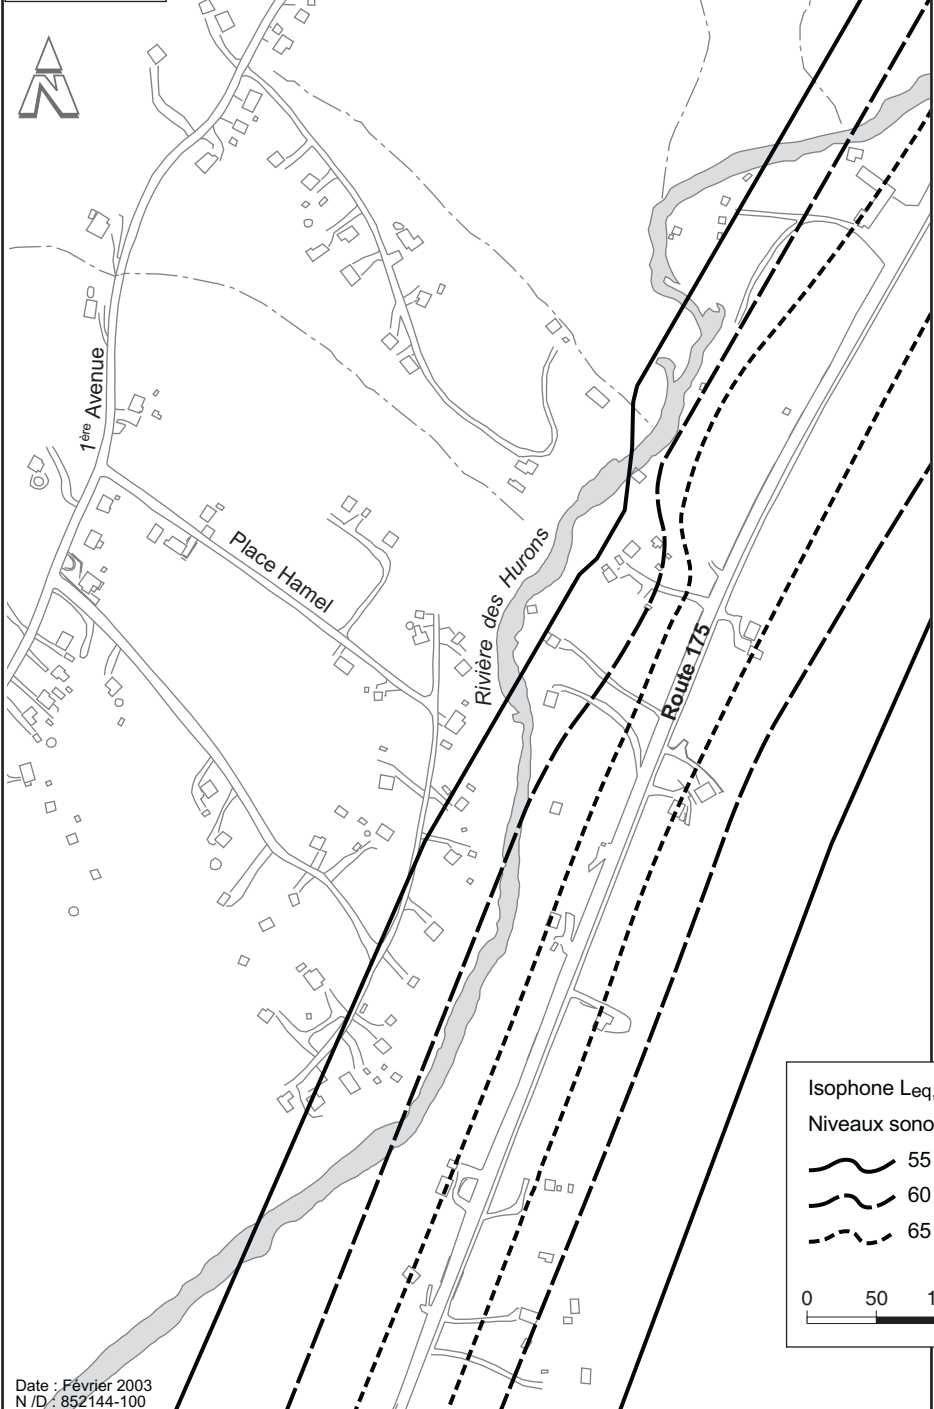 N
1ère Avenue
Place Hamel
Rivière des Hurons
Route 175
Isophone Leq,
Niveaux sono
55
60
65
0 50 1
Date : Février 2003
N /D : 852144-100